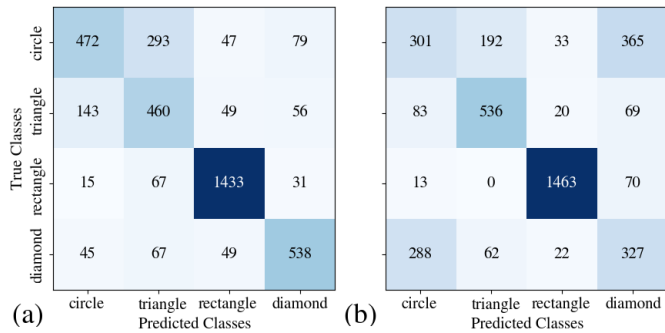 True Classes
circle 472 293 47 79
triangle 143 460 49 56
rectangle 15 67 1433 31
diamond 45 67 49 538
circle triangle rectangle diamond
(a) Predicted Classes
301 192 33 365
83 536 20 69
13 0 1463 70
288 62 22 327
circle triangle rectangle diamond
(b) Predicted Classes